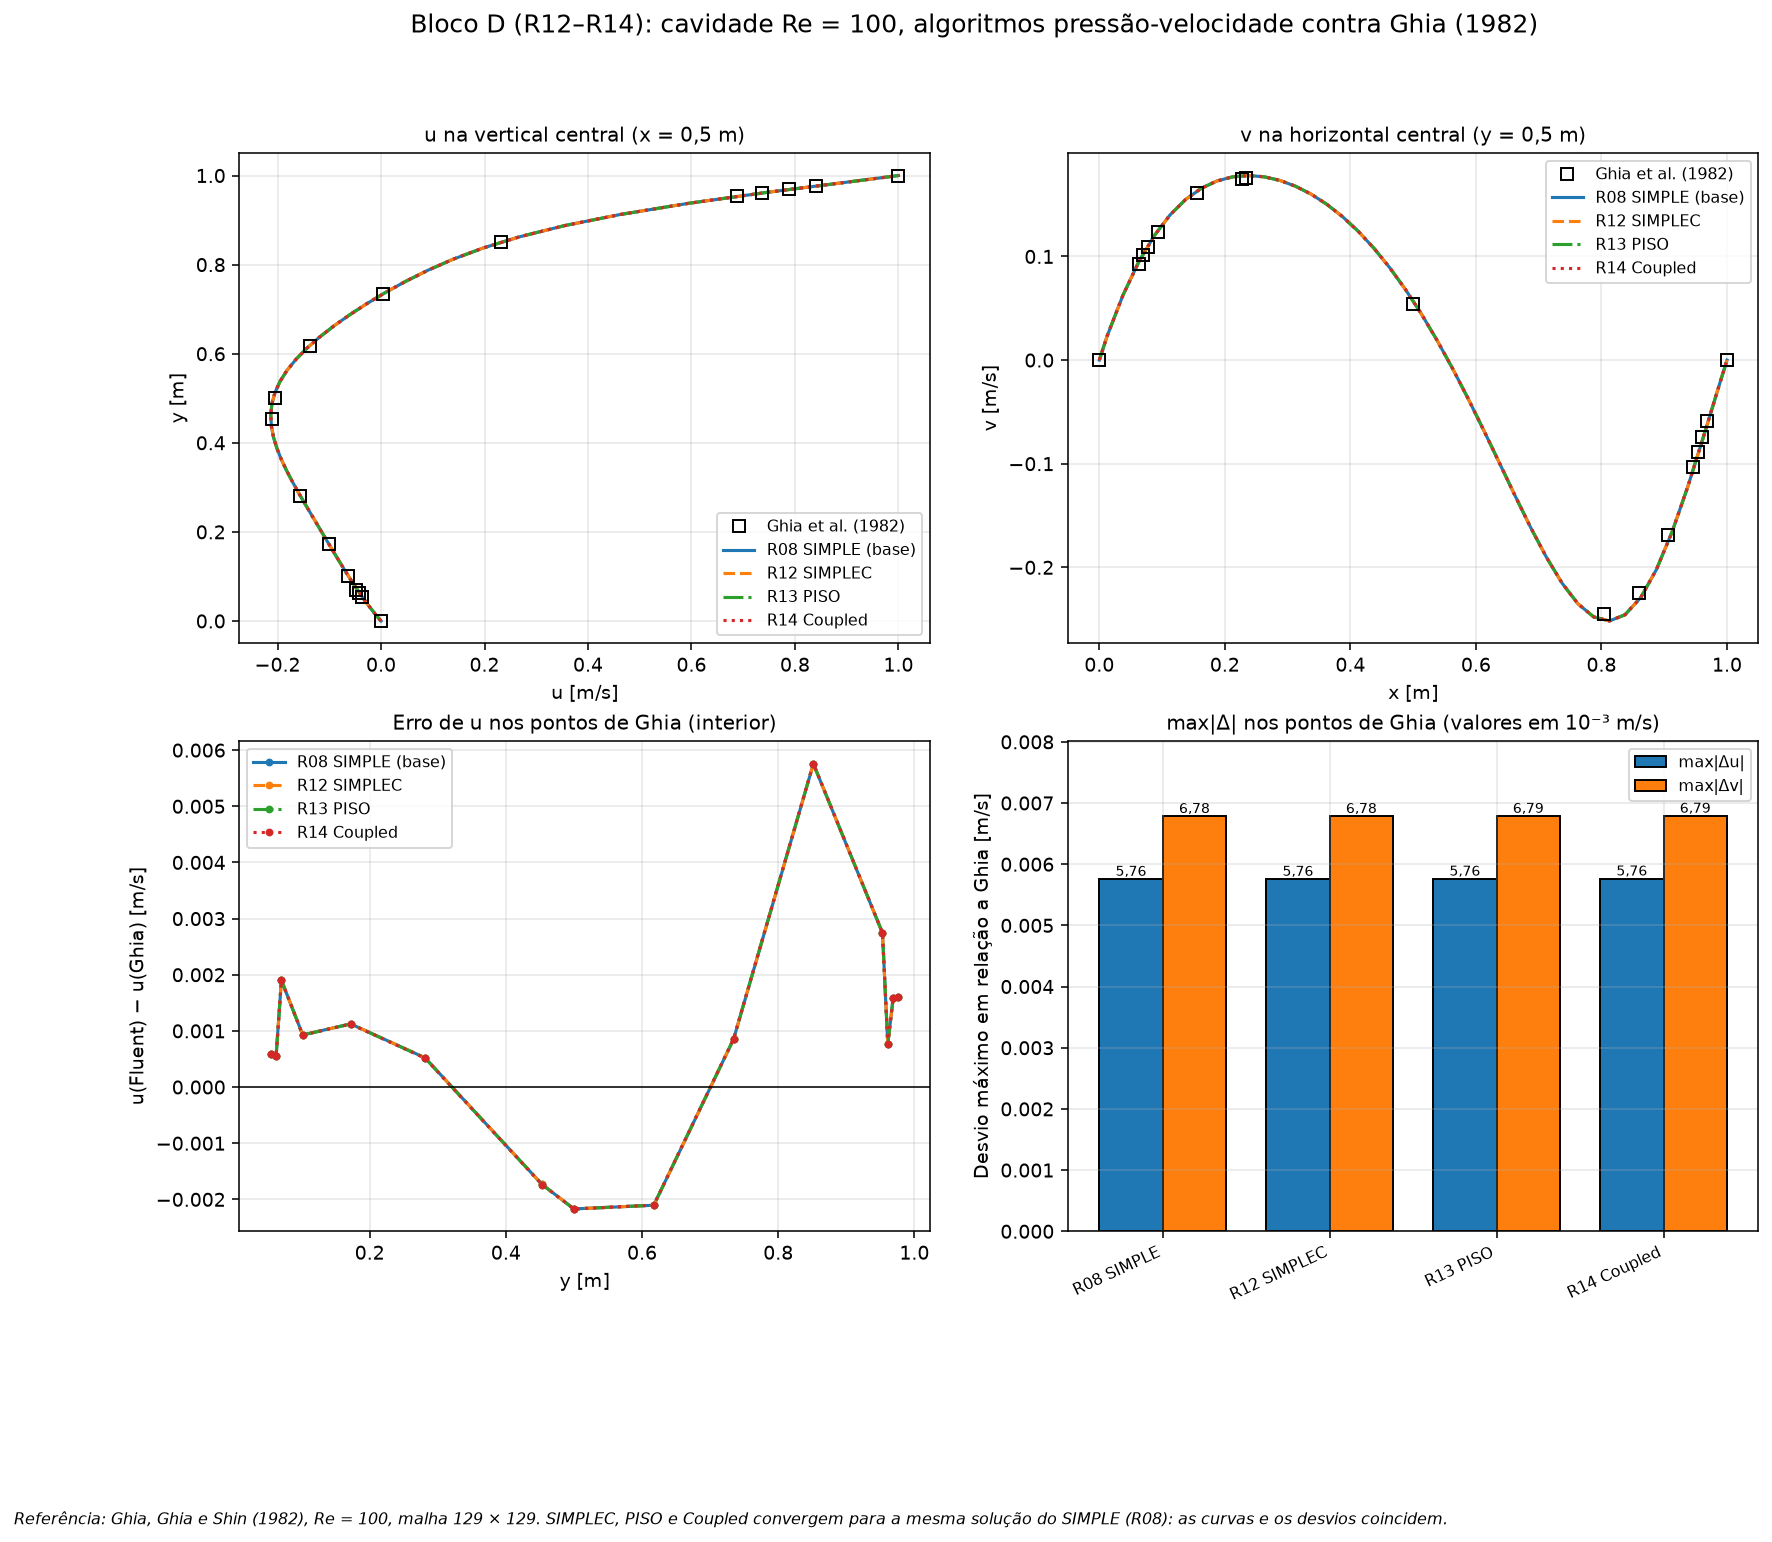 Bloco D (R12–R14): cavidade Re = 100, algoritmos pressão-velocidade contra Ghia (1982)
u na vertical central (x = 0,5 m)
1.0
0.8
0.6
0.4
0.2
0.0
y [m]
−0.2
0.0
0.2
0.4
0.6
0.8
1.0
u [m/s]
Ghia et al. (1982)
R08 SIMPLE (base)
R12 SIMPLEC
R13 PISO
R14 Coupled
v na horizontal central (y = 0,5 m)
0.1
0.0
−0.1
−0.2
v [m/s]
0.0
0.2
0.4
0.6
0.8
1.0
x [m]
Ghia et al. (1982)
R08 SIMPLE (base)
R12 SIMPLEC
R13 PISO
R14 Coupled
Erro de u nos pontos de Ghia (interior)
0.006
0.005
0.004
0.003
0.002
0.001
0.000
−0.001
−0.002
u(Fluent) − u(Ghia) [m/s]
0.2
0.4
0.6
0.8
1.0
y [m]
R08 SIMPLE (base)
R12 SIMPLEC
R13 PISO
R14 Coupled
max|Δ| nos pontos de Ghia (valores em 10⁻³ m/s)
0.008
0.007
0.006
0.005
0.004
0.003
0.002
0.001
0.000
Desvio máximo em relação a Ghia [m/s]
max|Δu|
max|Δv|
5,76
6,78
5,76
6,78
5,76
6,79
5,76
6,79
R08 SIMPLE
R12 SIMPLEC
R13 PISO
R14 Coupled
Referência: Ghia, Ghia e Shin (1982), Re = 100, malha 129 × 129. SIMPLEC, PISO e Coupled convergem para a mesma solução do SIMPLE (R08): as curvas e os desvios coincidem.